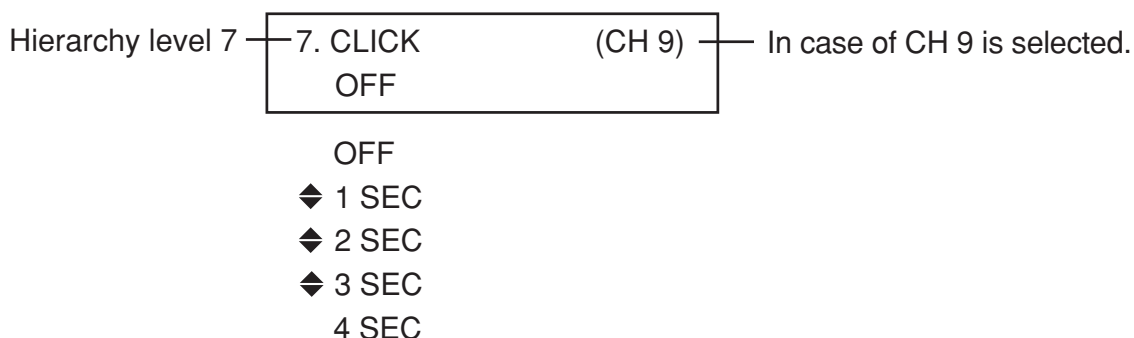 Hierarchy level 7 7. CLICK (CH 9) In case of CH 9 is selected.
OFF
OFF
1 SEC
2 SEC
3 SEC
4 SEC